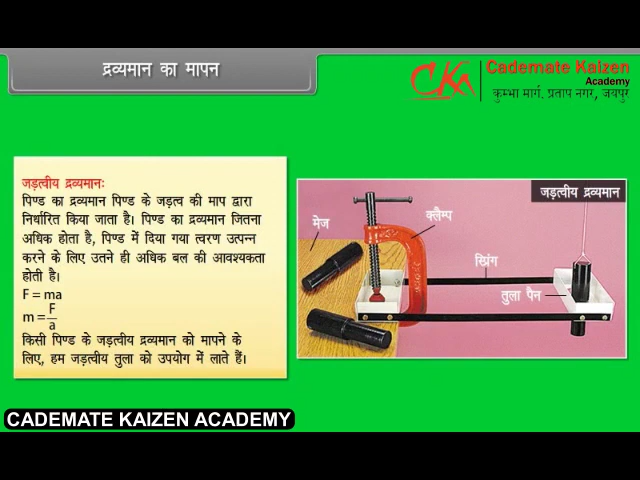 द्रव्यमान का मापन
CKA
Cademate Kaizen
Academy
कुम्भा मार्ग. प्रताप नगर, जयपुर
जड़त्वीय द्रव्यमानः
पिण्ड का द्रव्यमान पिण्ड के जड़त्व की माप द्वारा
निर्धारित किया जाता है। पिण्ड का द्रव्यमान जितना
अधिक होता है, पिण्ड में दिया गया त्वरण उत्पन्न
करने के लिए उतने ही अधिक बल की आवश्यकता
होती है।
F = ma
m = F/a
किसी पिण्ड के जड़त्वीय द्रव्यमान को मापने के
लिए, हम जड़त्वीय तुला को उपयोग में लाते हैं।
जड़त्वीय द्रव्यमान
मेज
क्लैम्प
स्प्रिंग
तुला पैन
CADEMATE KAIZEN ACADEMY